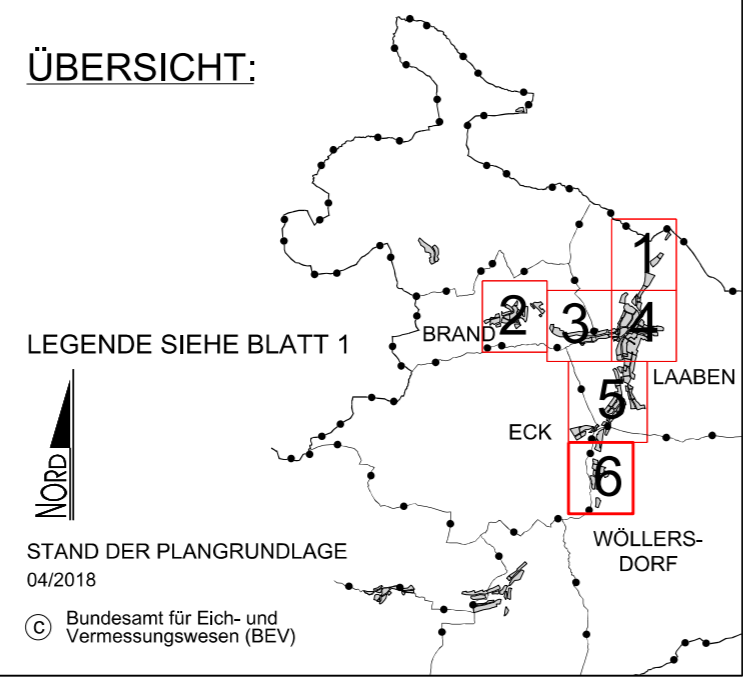 ÜBERSICHT:
1
2
3
4
BRAND
LEGENDE SIEHE BLATT 1
LAABEN
5
ECK
6
NORD
WÖLLERS-
DORF
STAND DER PLANGRUNDLAGE
04/2018
C Bundesamt für Eich- und
Vermessungswesen (BEV)